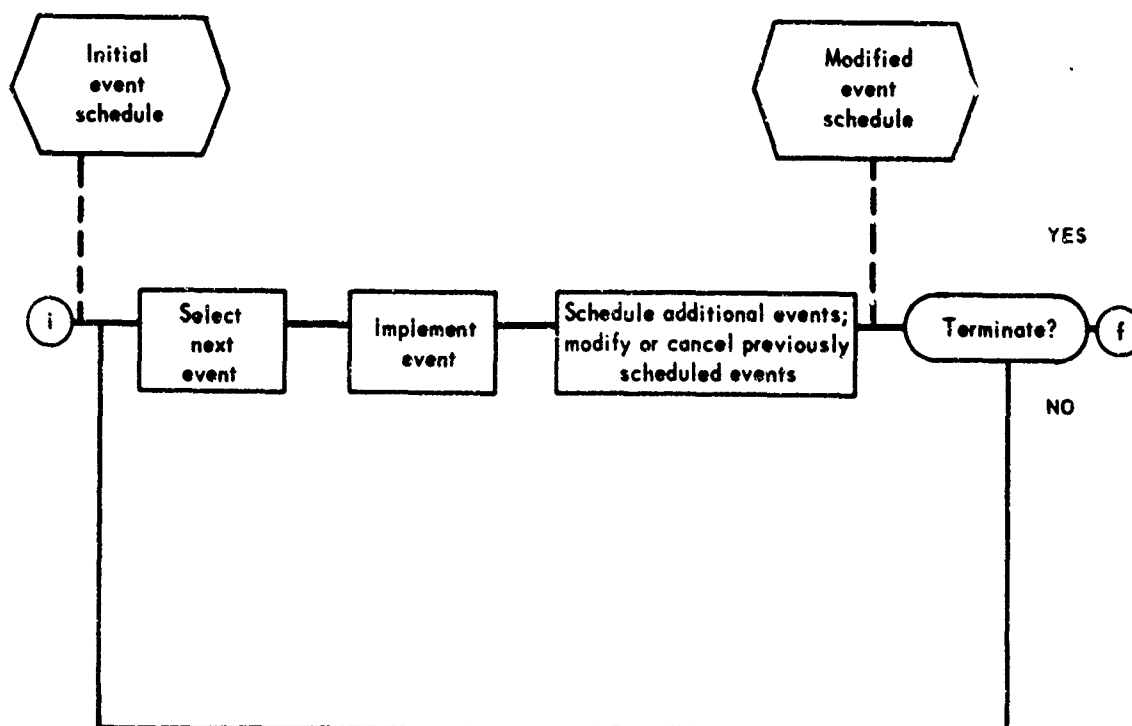 Initial
event
schedule
Modified
event
schedule
YES
i
Select
next
event
Implement
event
Schedule additional events;
modify or cancel previously
scheduled events
Terminate?
f
NO